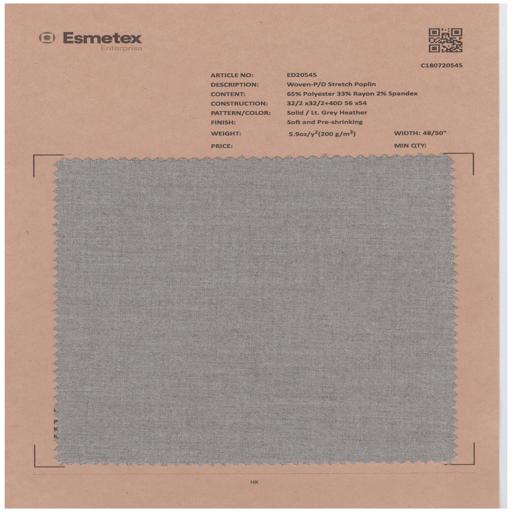 Esmetex
Enterprise
C180720545
ARTICLE NO: ED20545
DESCRIPTION: Woven-P/D Stretch Poplin
CONTENT: 65% Polyester 33% Rayon 2% Spandex
CONSTRUCTION: 32/2 x32/2+40D 56 x54
PATTERN/COLOR: Solid / Lt. Grey Heather
FINISH: Soft and Pre-shrinking
WEIGHT: 5.9oz/y²(200 g/m²) WIDTH: 48/50"
PRICE: MIN QTY:
HK